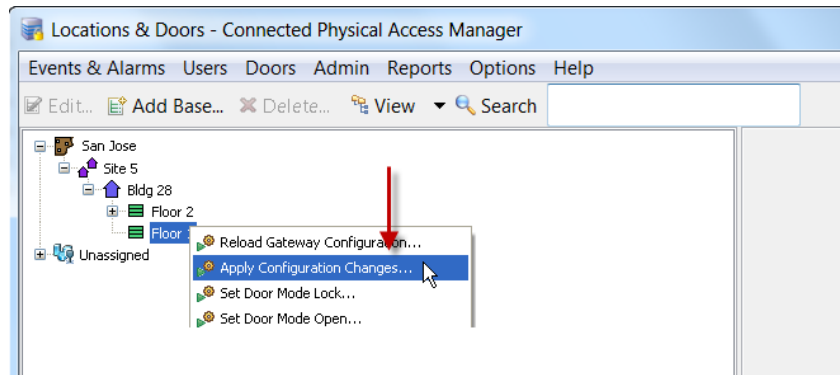 Locations & Doors - Connected Physical Access Manager
Events & Alarms Users Doors Admin Reports Options Help
Edit... Add Base... Delete... View Search
San Jose
Site 5
Bldg 28
Floor 2
Floor
Unassigned
Reload Gateway Configuration...
Apply Configuration Changes...
Set Door Mode Lock...
Set Door Mode Open...